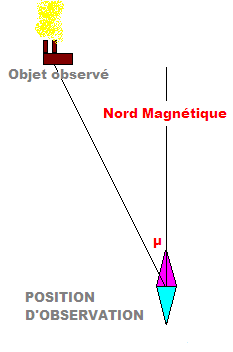 Objet observé
Nord Magnétique
μ
POSITION
D'OBSERVATION